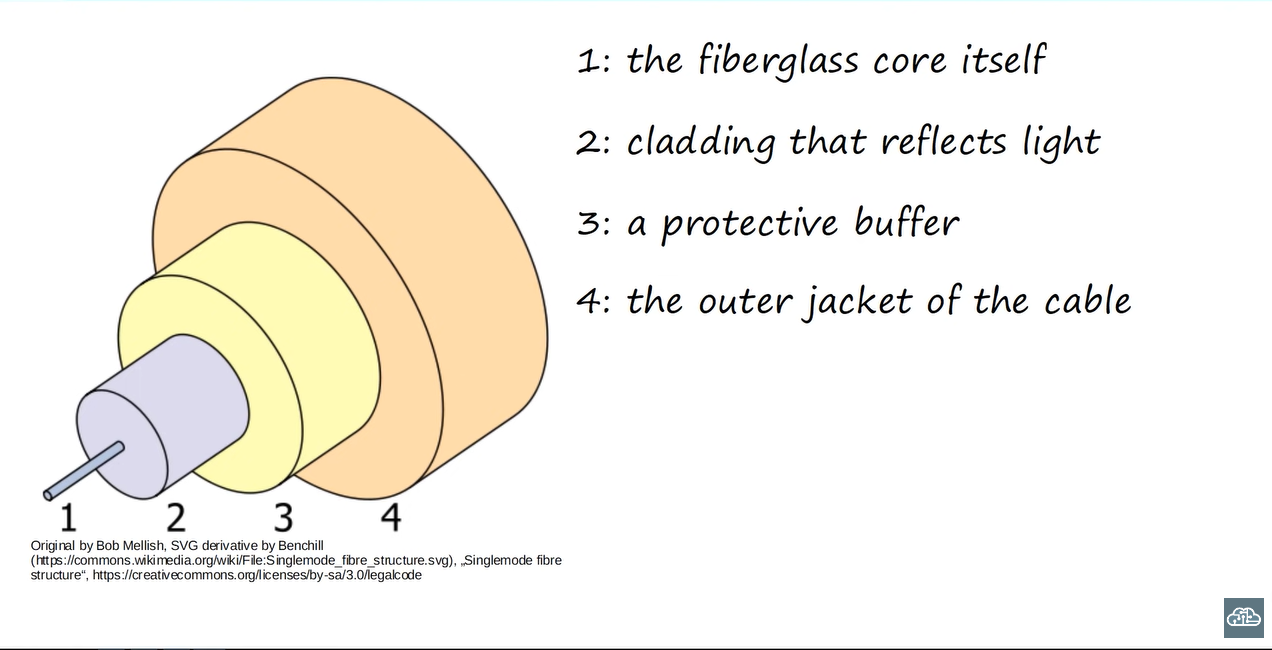 1: the fiberglass core itself
2: cladding that reflects light
3: a protective buffer
4: the outer jacket of the cable
1 2 3 4
Original by Bob Mellish, SVG derivative by Benchill
(https://commons.wikimedia.org/wiki/File:Singlemode_fibre_structure.svg), „Singlemode fibre
structure“, https://creativecommons.org/licenses/by-sa/3.0/legalcode